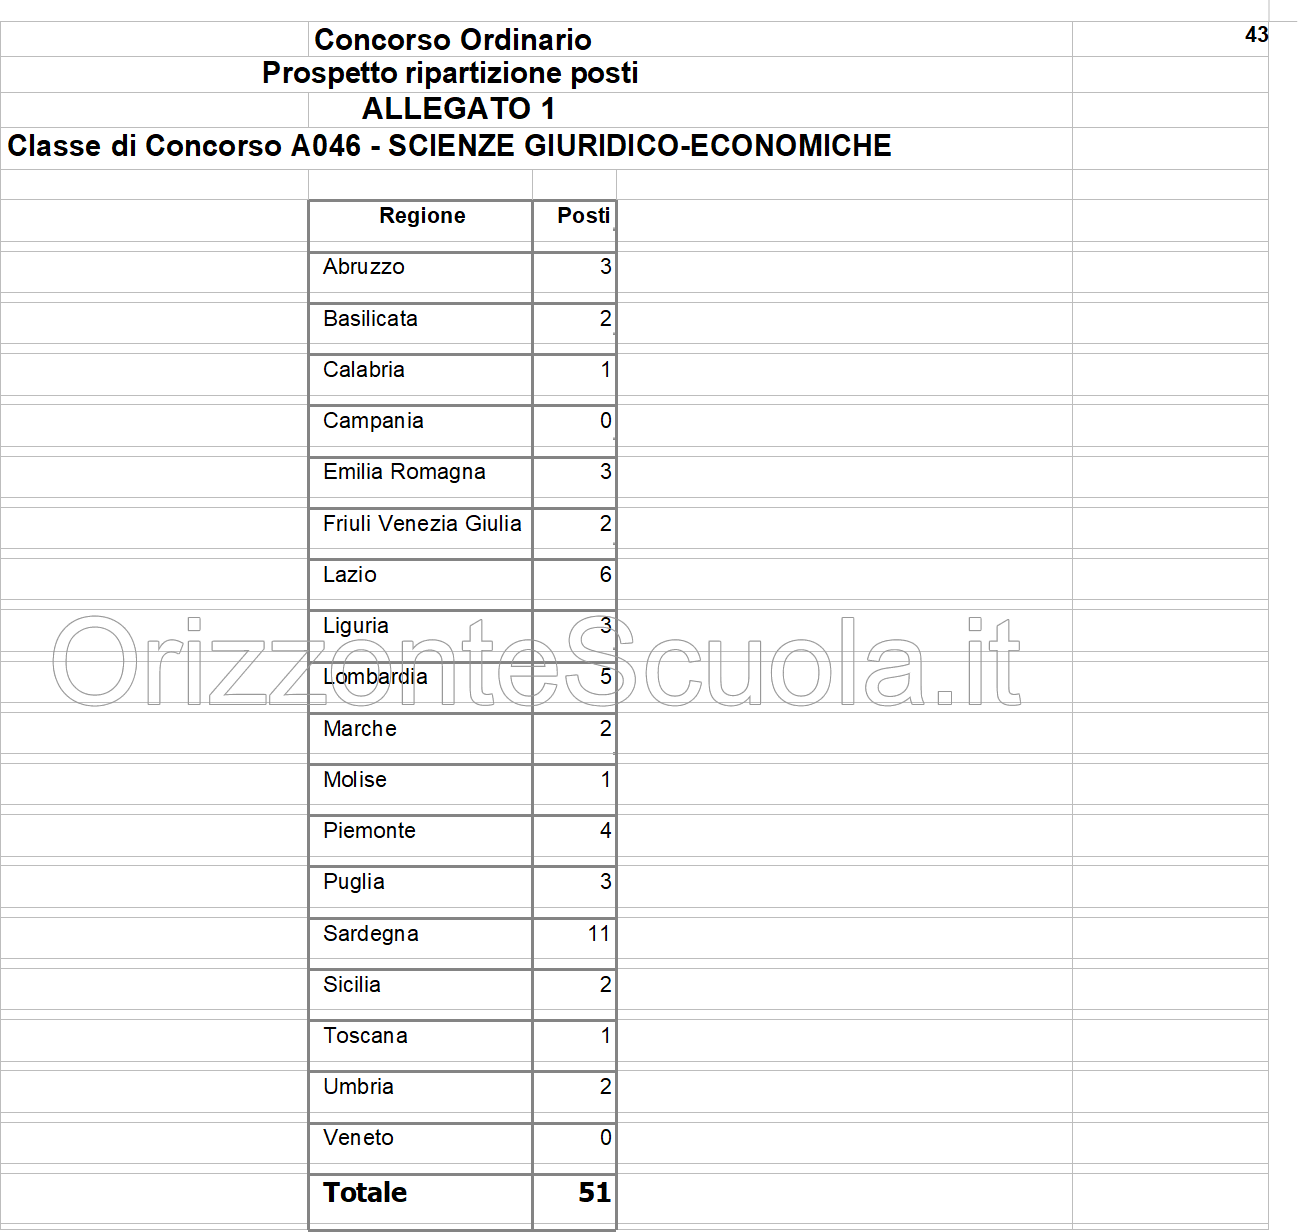 Concorso Ordinario 43
Prospetto ripartizione posti
ALLEGATO 1
Classe di Concorso A046 - SCIENZE GIURIDICO-ECONOMICHE
Regione Posti
Abruzzo 3
Basilicata 2
Calabria 1
Campania 0
Emilia Romagna 3
Friuli Venezia Giulia 2
Lazio 6
Liguria 3
OrizzonteScuola.it
Lombardia 5
Marche 2
Molise 1
Piemonte 4
Puglia 3
Sardegna 11
Sicilia 2
Toscana 1
Umbria 2
Veneto 0
Totale 51